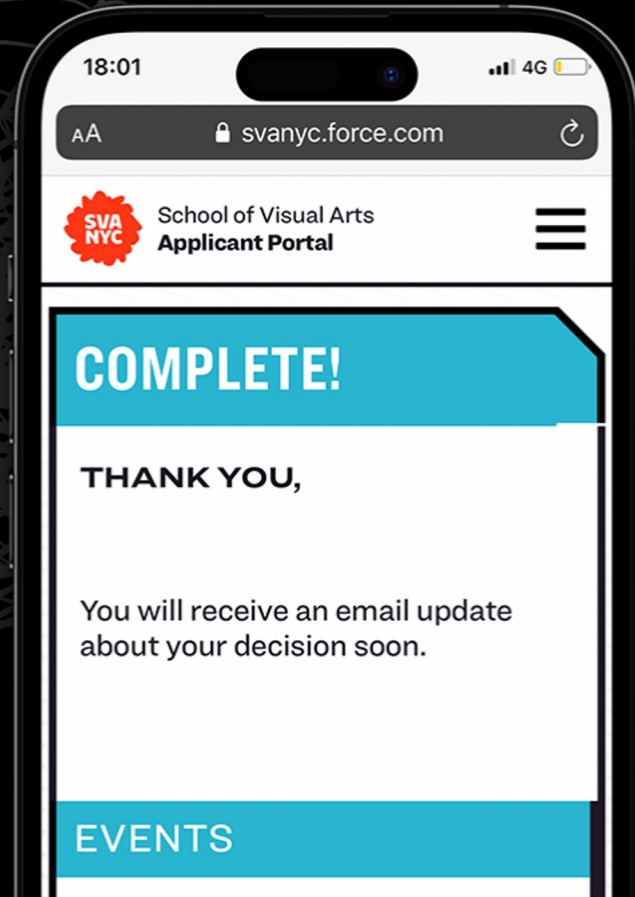 18:01 4G
AA svanyc.force.com
SVA
NYC
School of Visual Arts
Applicant Portal
COMPLETE!
THANK YOU,
You will receive an email update
about your decision soon.
EVENTS